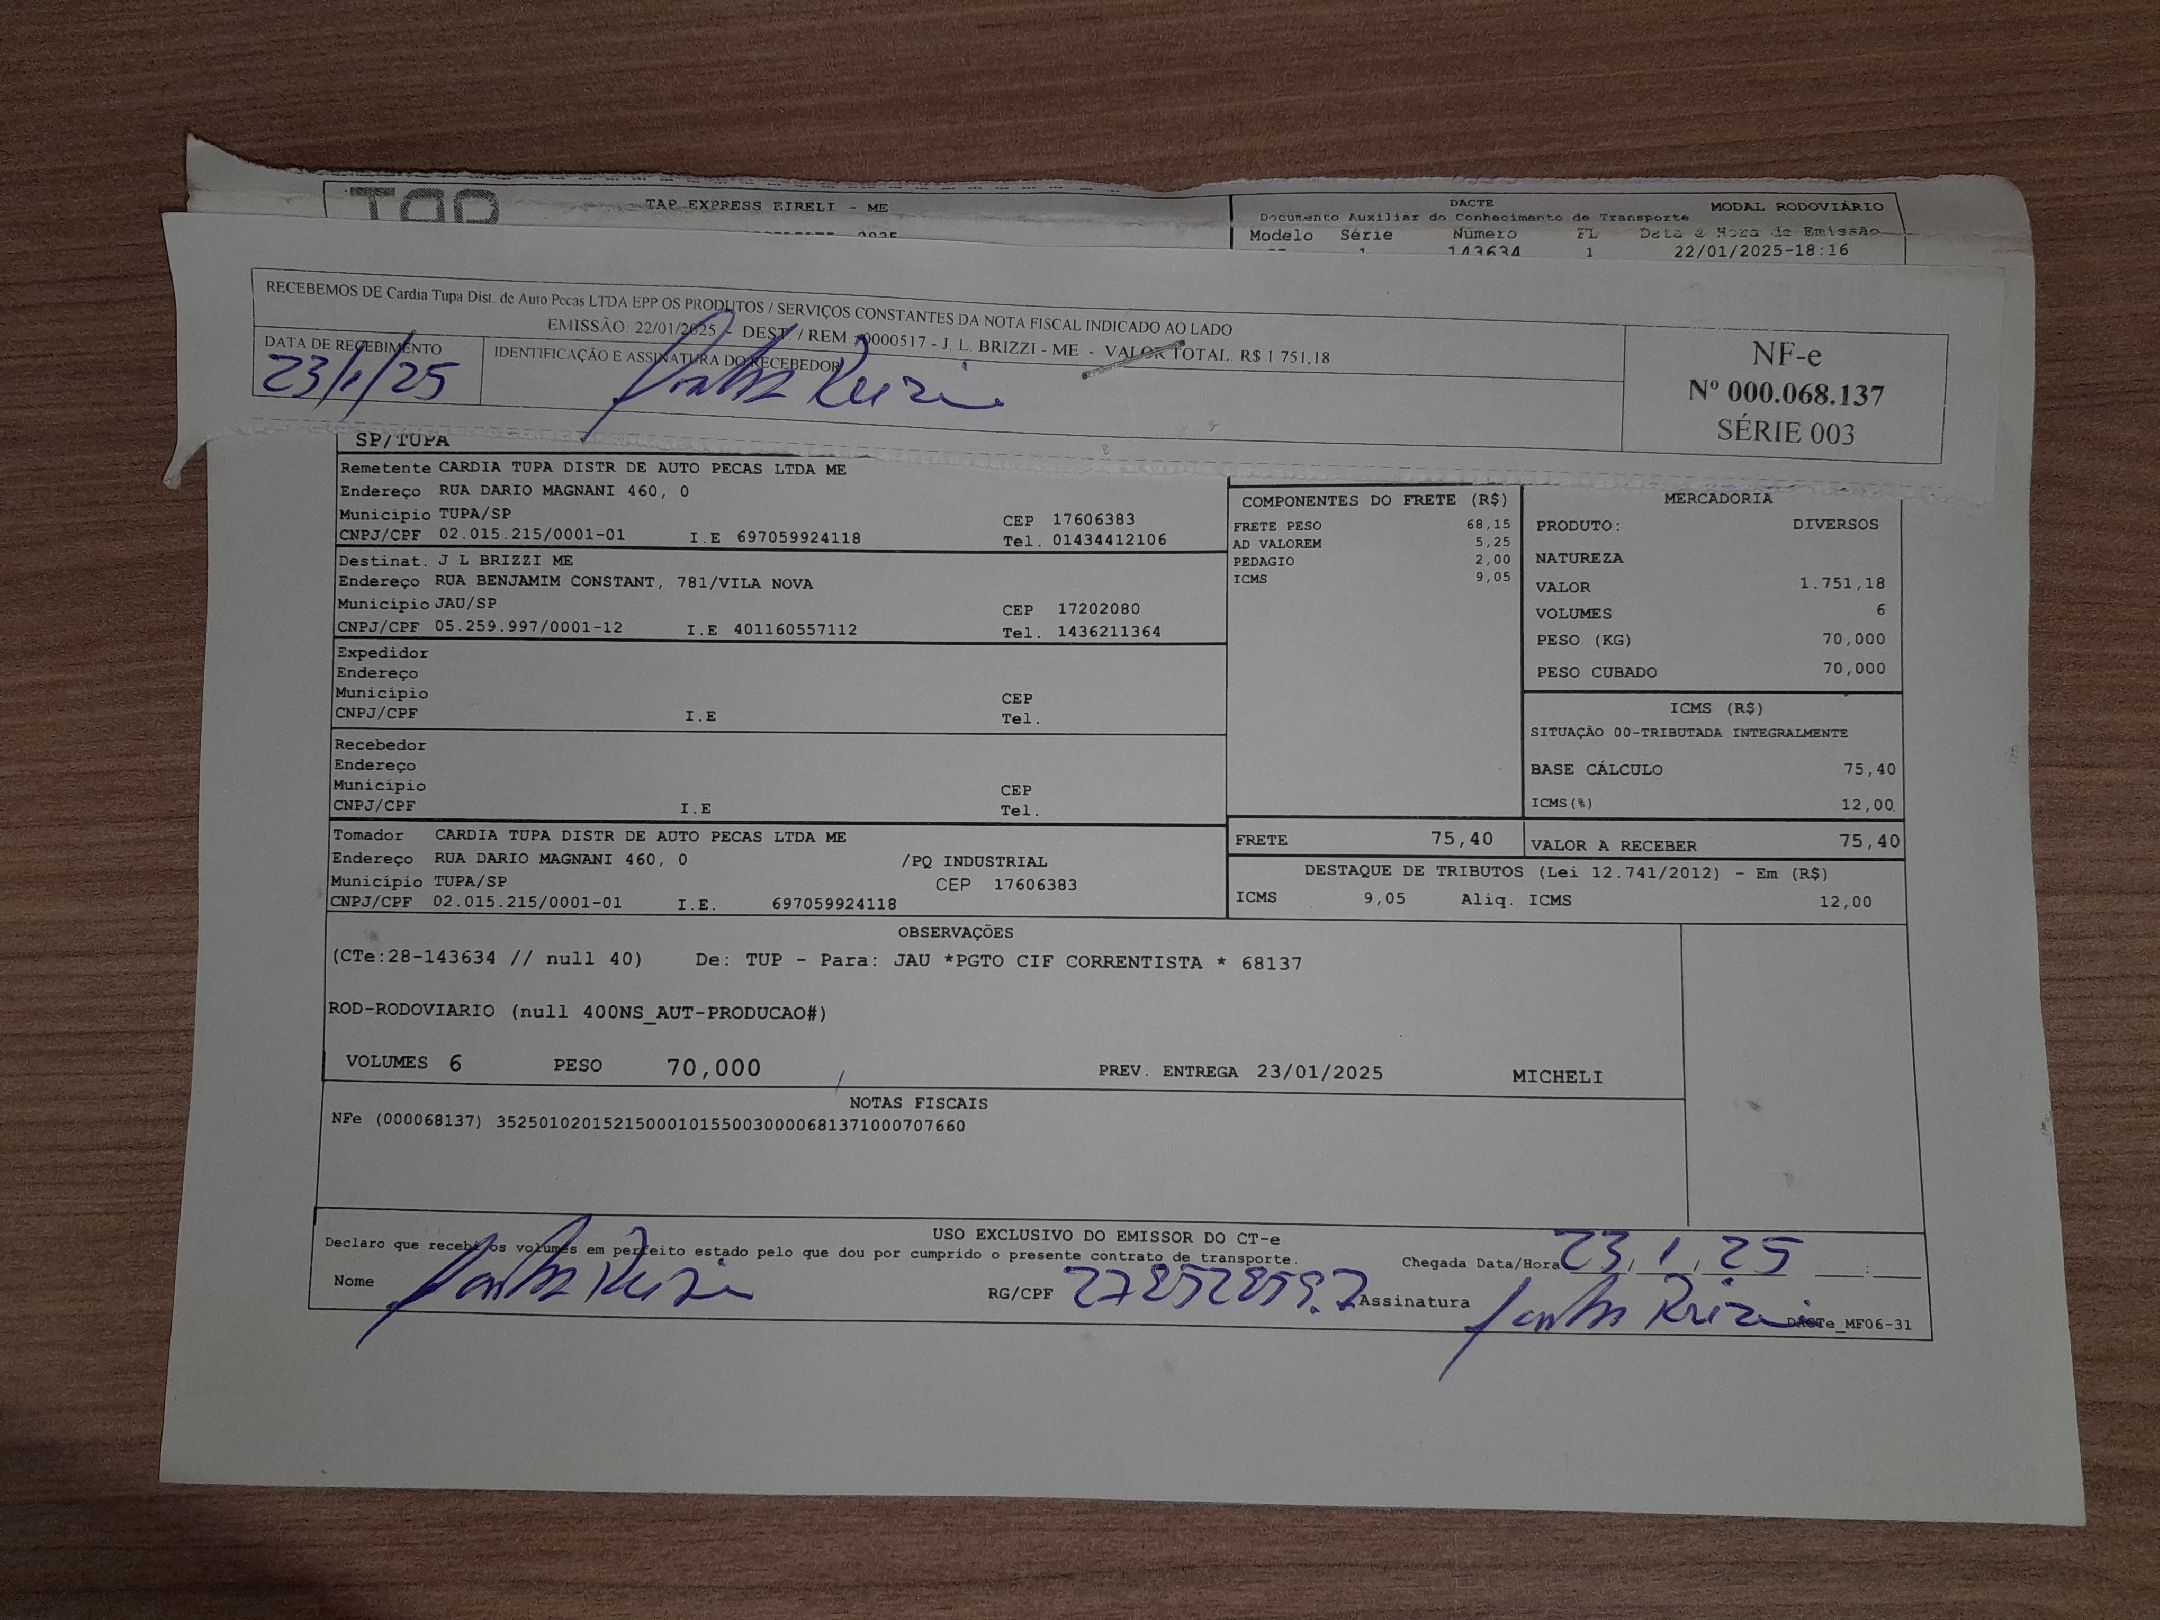 TAP
TAP EXPRESS EIRELI - ME
DACTE
MODAL RODOVIÁRIO
Documento Auxiliar do Conhecimento de Transporte
Modelo Série Número FL Data e Hora de Emissão
1 143634 1 22/01/2025-18:16
RECEBEMOS DE Cardia Tupa Dist. de Auto Pecas LTDA EPP OS PRODUTOS / SERVIÇOS CONSTANTES DA NOTA FISCAL INDICADO AO LADO
EMISSÃO: 22/01/2025 - DEST. / REM.: 0000517 - J. L. BRIZZI - ME - VALOR TOTAL: R$ 1.751,18
DATA DE RECEBIMENTO
23/1/25
IDENTIFICAÇÃO E ASSINATURA DO RECEBEDOR
NF-e
Nº 000.068.137
SÉRIE 003
SP/TUPA
Remetente CARDIA TUPA DISTR DE AUTO PECAS LTDA ME
Endereço RUA DARIO MAGNANI 460, 0
Município TUPA/SP CEP 17606383
CNPJ/CPF 02.015.215/0001-01 I.E 697059924118 Tel. 01434412106
Destinat. J L BRIZZI ME
Endereço RUA BENJAMIM CONSTANT, 781/VILA NOVA
Município JAU/SP CEP 17202080
CNPJ/CPF 05.259.997/0001-12 I.E 401160557112 Tel. 1436211364
Expedidor
Endereço
Município CEP
CNPJ/CPF I.E Tel.
Recebedor
Endereço
Município CEP
CNPJ/CPF I.E Tel.
Tomador CARDIA TUPA DISTR DE AUTO PECAS LTDA ME
Endereço RUA DARIO MAGNANI 460, 0 /PQ INDUSTRIAL
Município TUPA/SP CEP 17606383
CNPJ/CPF 02.015.215/0001-01 I.E. 697059924118
COMPONENTES DO FRETE (R$)
FRETE PESO 68,15
AD VALOREM 5,25
PEDAGIO 2,00
ICMS 9,05
MERCADORIA
PRODUTO: DIVERSOS
NATUREZA
VALOR 1.751,18
VOLUMES 6
PESO (KG) 70,000
PESO CUBADO 70,000
ICMS (R$)
SITUAÇÃO 00-TRIBUTADA INTEGRALMENTE
BASE CÁLCULO 75,40
ICMS(%) 12,00
FRETE 75,40
VALOR A RECEBER 75,40
DESTAQUE DE TRIBUTOS (Lei 12.741/2012) - Em (R$)
ICMS 9,05 Aliq. ICMS 12,00
OBSERVAÇÕES
(CTe:28-143634 // null 40) De: TUP - Para: JAU *PGTO CIF CORRENTISTA * 68137
ROD-RODOVIARIO (null 400NS_AUT-PRODUCAO#)
VOLUMES 6 PESO 70,000 PREV. ENTREGA 23/01/2025 MICHELI
NOTAS FISCAIS
NFe (000068137) 35250102015215000101550030000681371000707660
USO EXCLUSIVO DO EMISSOR DO CT-e
Declaro que recebi os volumes em perfeito estado pelo que dou por cumprido o presente contrato de transporte.
Chegada Data/Hora 23, 1, 25 :
Nome
RG/CPF 27852859.7
Assinatura
DACTe_MF06-31